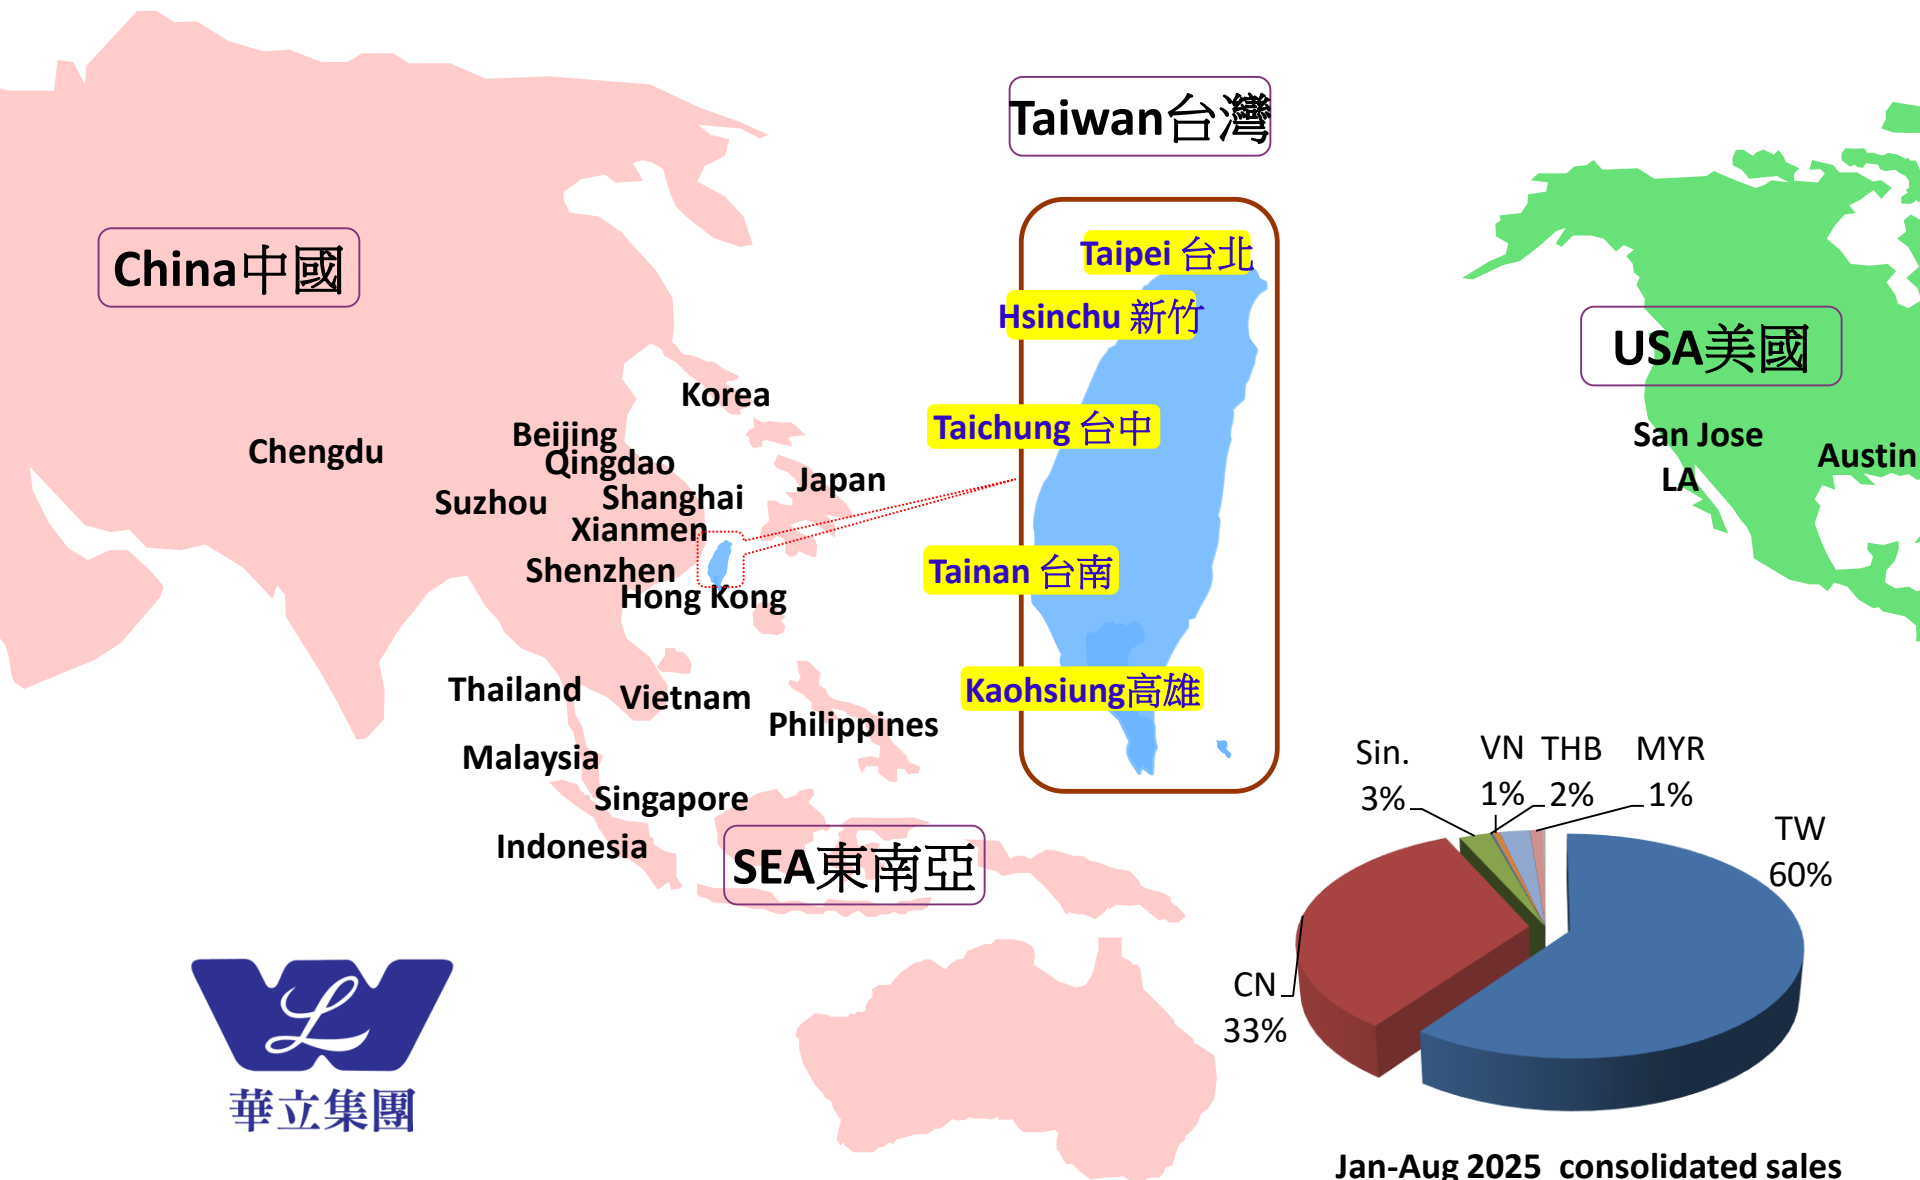 Taiwan台灣
China中國
Taipei 台北
Hsinchu 新竹
USA美國
Korea
Taichung 台中
Beijing
Chengdu
Qingdao
San Jose
Austin
LA
Japan
Suzhou
Shanghai
Xianmen
Shenzhen
Tainan 台南
Hong Kong
Thailand
Vietnam
Kaohsiung高雄
Philippines
Malaysia
Singapore
Indonesia
SEA東南亞
Sin.
3%
VN
1%
THB
2%
MYR
1%
TW
60%
CN
33%
L
華立集團
Jan-Aug 2025 consolidated sales